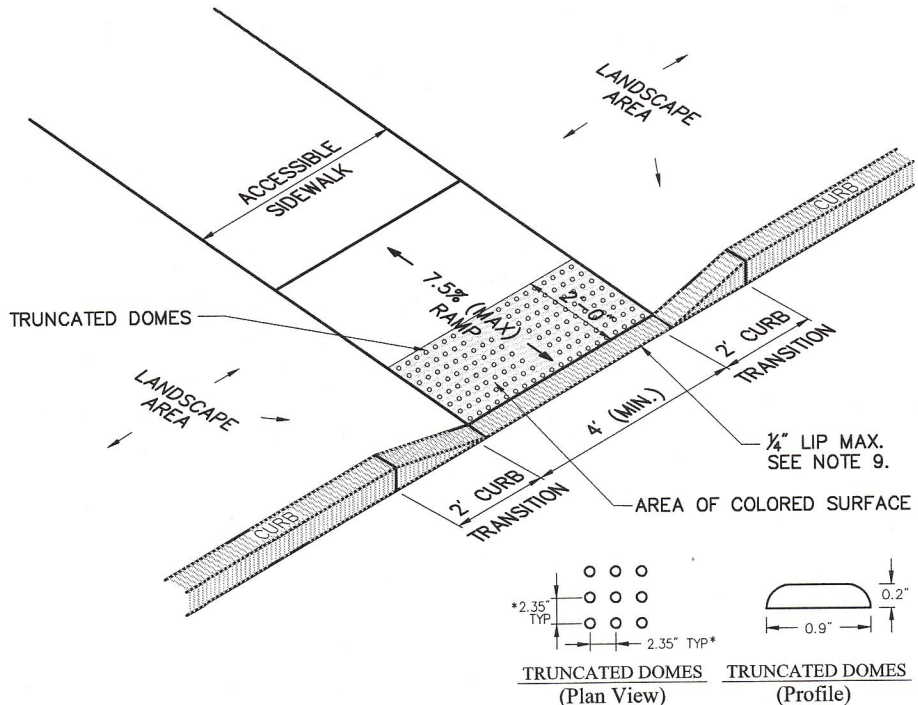 LANDSCAPE
AREA
ACCESSIBLE
SIDEWALK
CURB
7.5% (MAX)
RAMP
2'-0"
TRUNCATED DOMES
2' CURB
TRANSITION
LANDSCAPE
AREA
4' (MIN.)
¼" LIP MAX.
SEE NOTE 9.
2' CURB
TRANSITION
AREA OF COLORED SURFACE
CURB
*2.35"
TYP
2.35" TYP*
0.2"
0.9"
TRUNCATED DOMES
(Plan View)
TRUNCATED DOMES
(Profile)